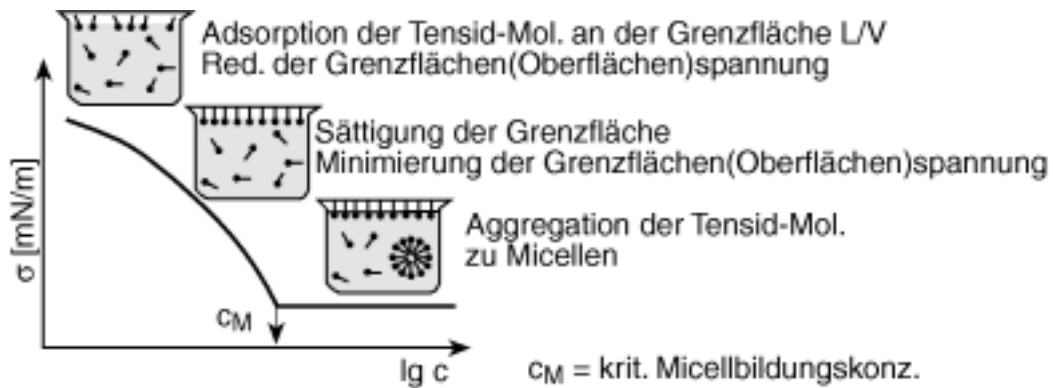 Adsorption der Tensid-Mol. an der Grenzfläche L/V
Red. der Grenzflächen(Oberflächen)spannung
Sättigung der Grenzfläche
Minimierung der Grenzflächen(Oberflächen)spannung
Aggregation der Tensid-Mol.
zu Micellen
σ [mN/m]
cM
lg c
cM = krit. Micellbildungskonz.